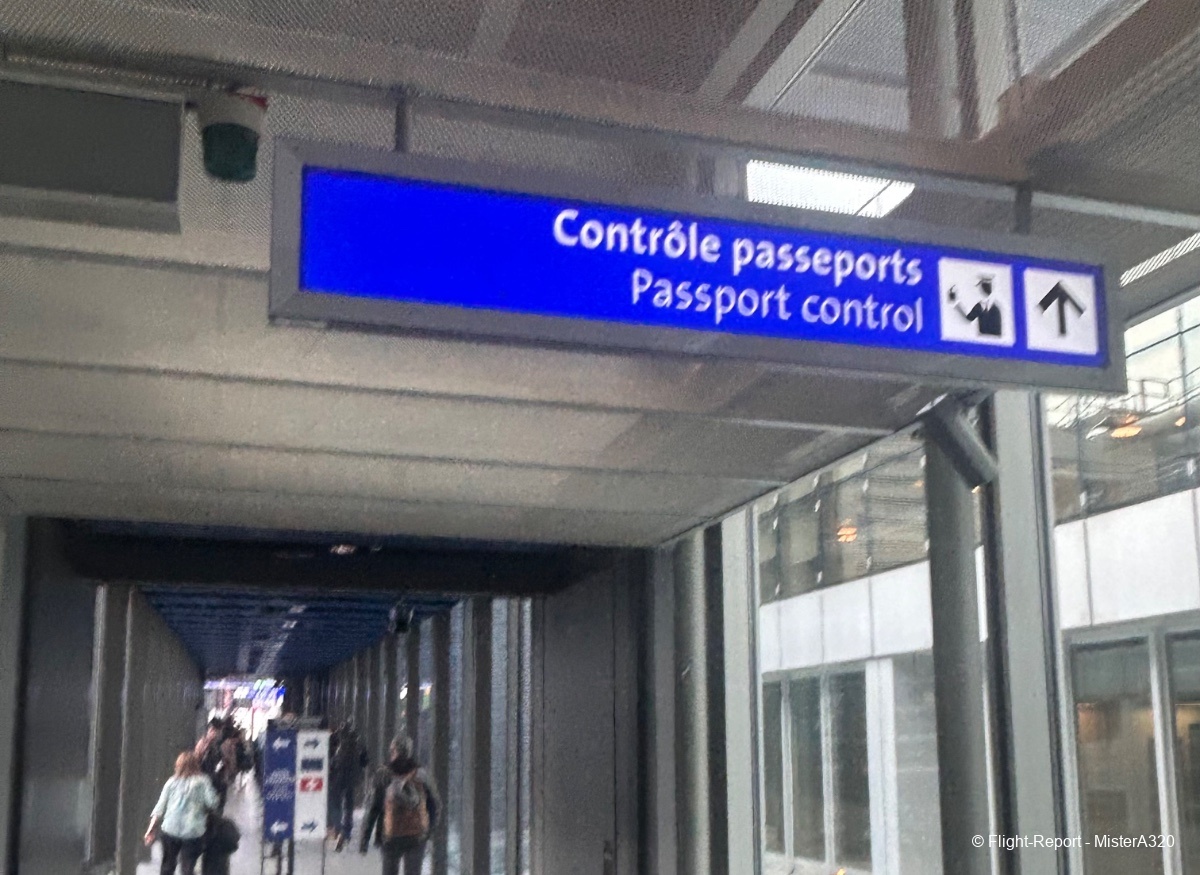 Contrôle passeports
Passport control
© Flight-Report - MisterA320